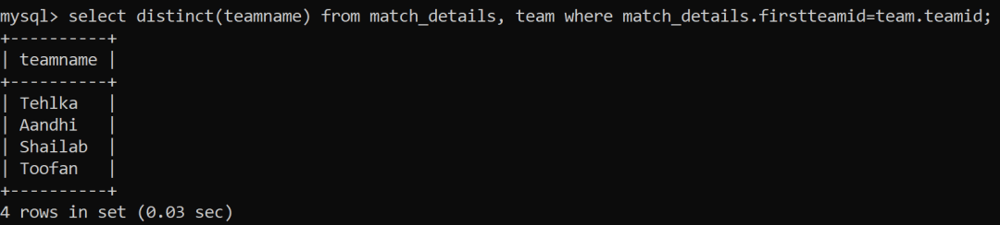 mysql> select distinct(teamname) from match_details, team where match_details.firstteamid=team.teamid;
+----------+
| teamname |
+----------+
| Tehlka   |
| Aandhi   |
| Shailab  |
| Toofan   |
+----------+
4 rows in set (0.03 sec)